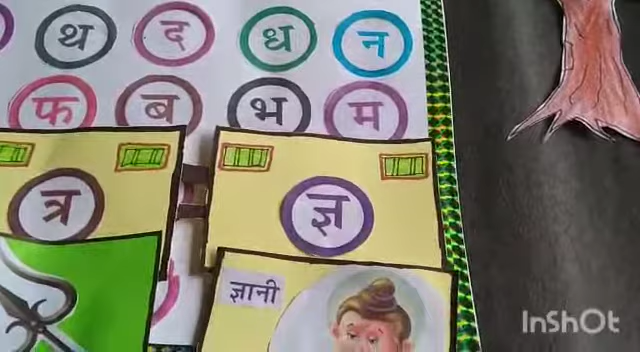 थ द ध न
फ ब भ म
त्र ज्ञ
ज्ञानी
InShOt